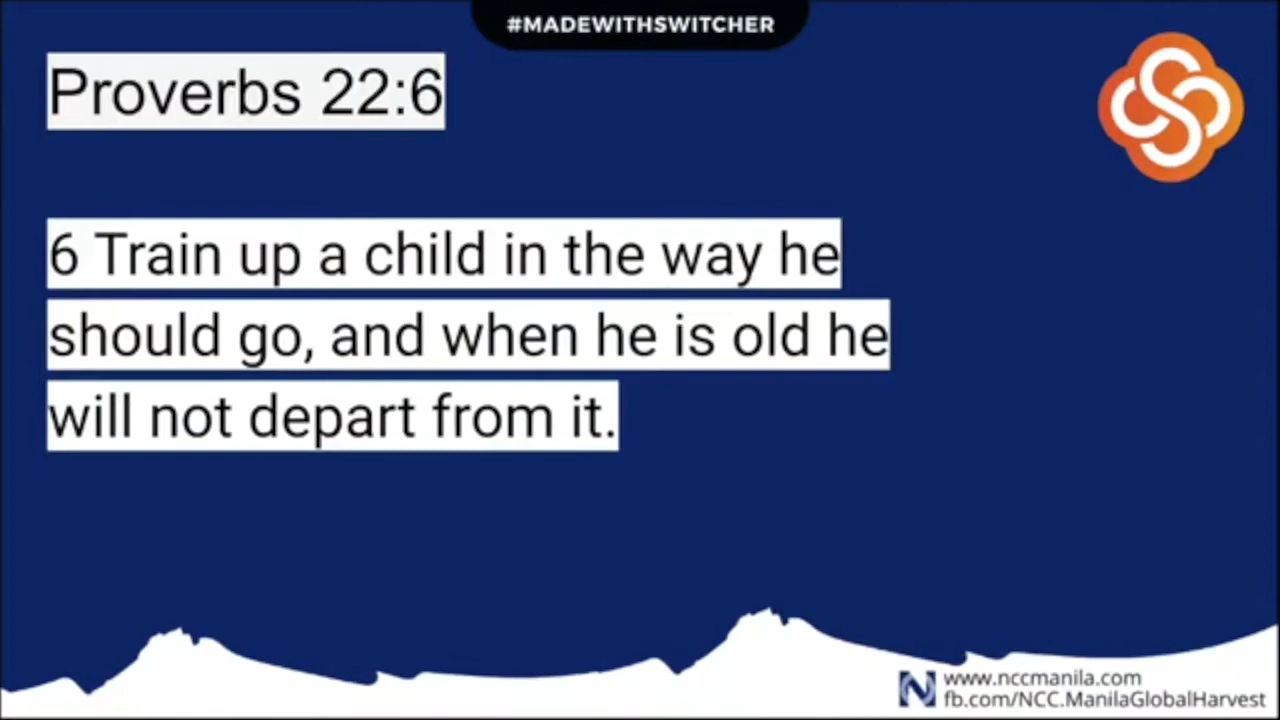 #MADEWITHSWITCHER
Proverbs 22:6
6 Train up a child in the way he
should go, and when he is old he
will not depart from it.
www.nccmanila.com
fb.com/NCC.ManilaGlobalHarvest